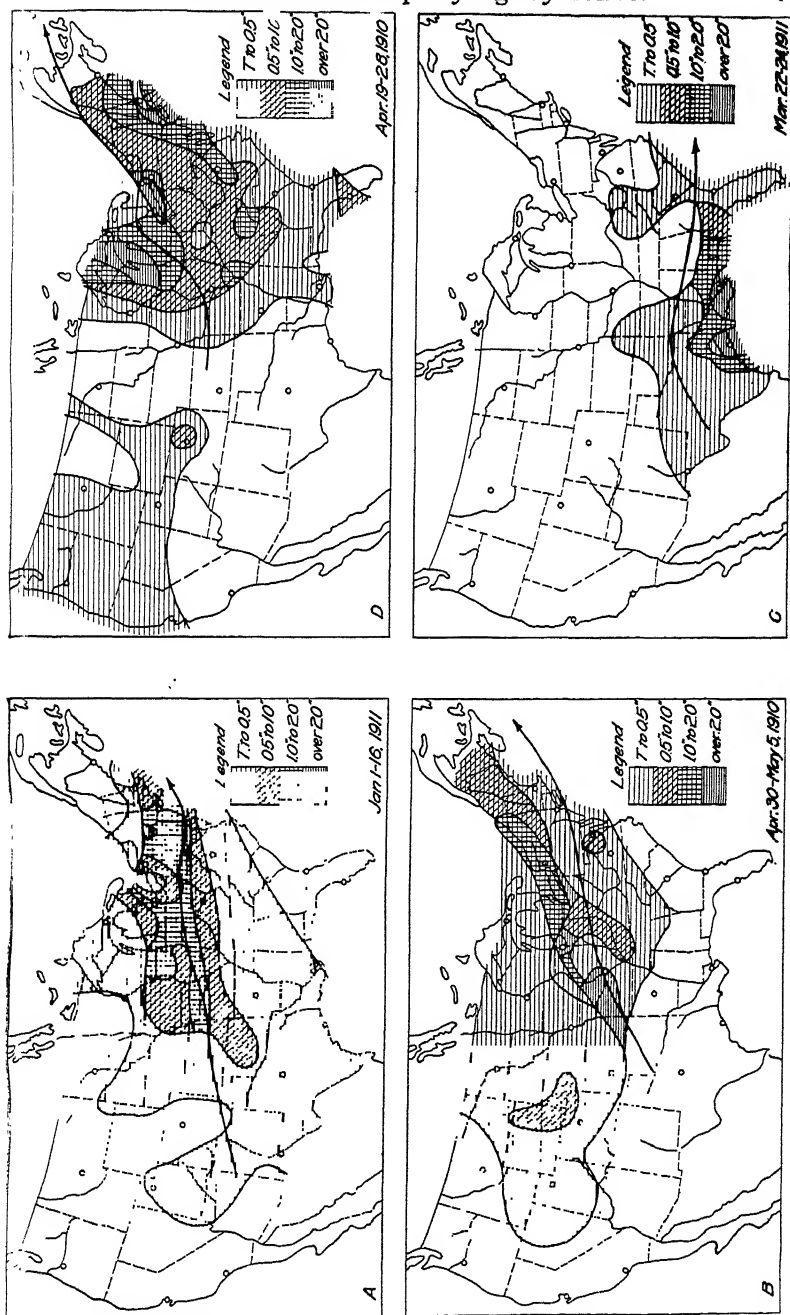 D
Legend
T to 0.5"
0.5" to 1.0
1.0" to 2.0"
over 2.0"
Apr. 19-28, 1910
C
Legend
T to 0.5"
0.5" to 1.0"
1.0" to 2.0"
over 2.0"
Mar. 22-24, 1911
A
Legend
T. to 0.5"
0.5" to 1.0"
1.0" to 2.0"
over 2.0"
Jan 1-16, 1911
B
Legend
T to 0.5"
0.5" to 1.0"
1.0" to 2.0"
over 2.0"
Apr. 30-May 5, 1910